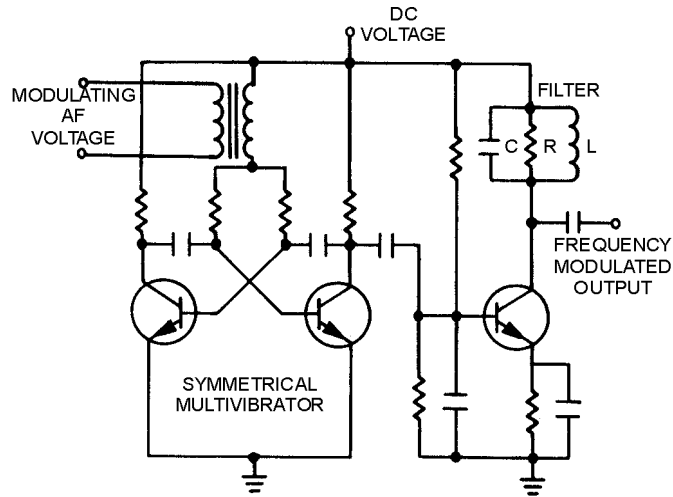 DC
VOLTAGE
MODULATING
AF
VOLTAGE
FILTER
C
R
L
FREQUENCY
MODULATED
OUTPUT
SYMMETRICAL
MULTIVIBRATOR